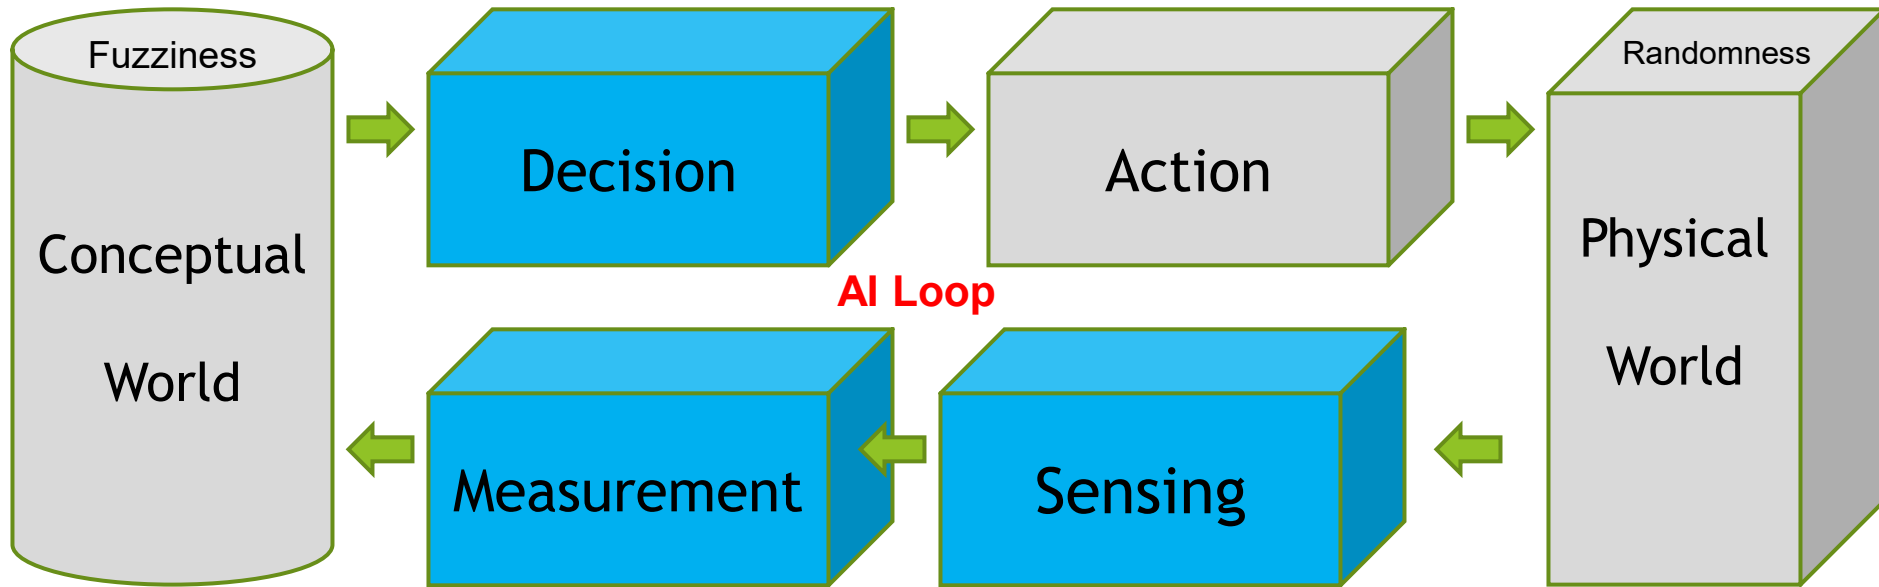 Fuzziness
Conceptual
World
Decision
Action
Randomness
Physical
World
AI Loop
Measurement
Sensing